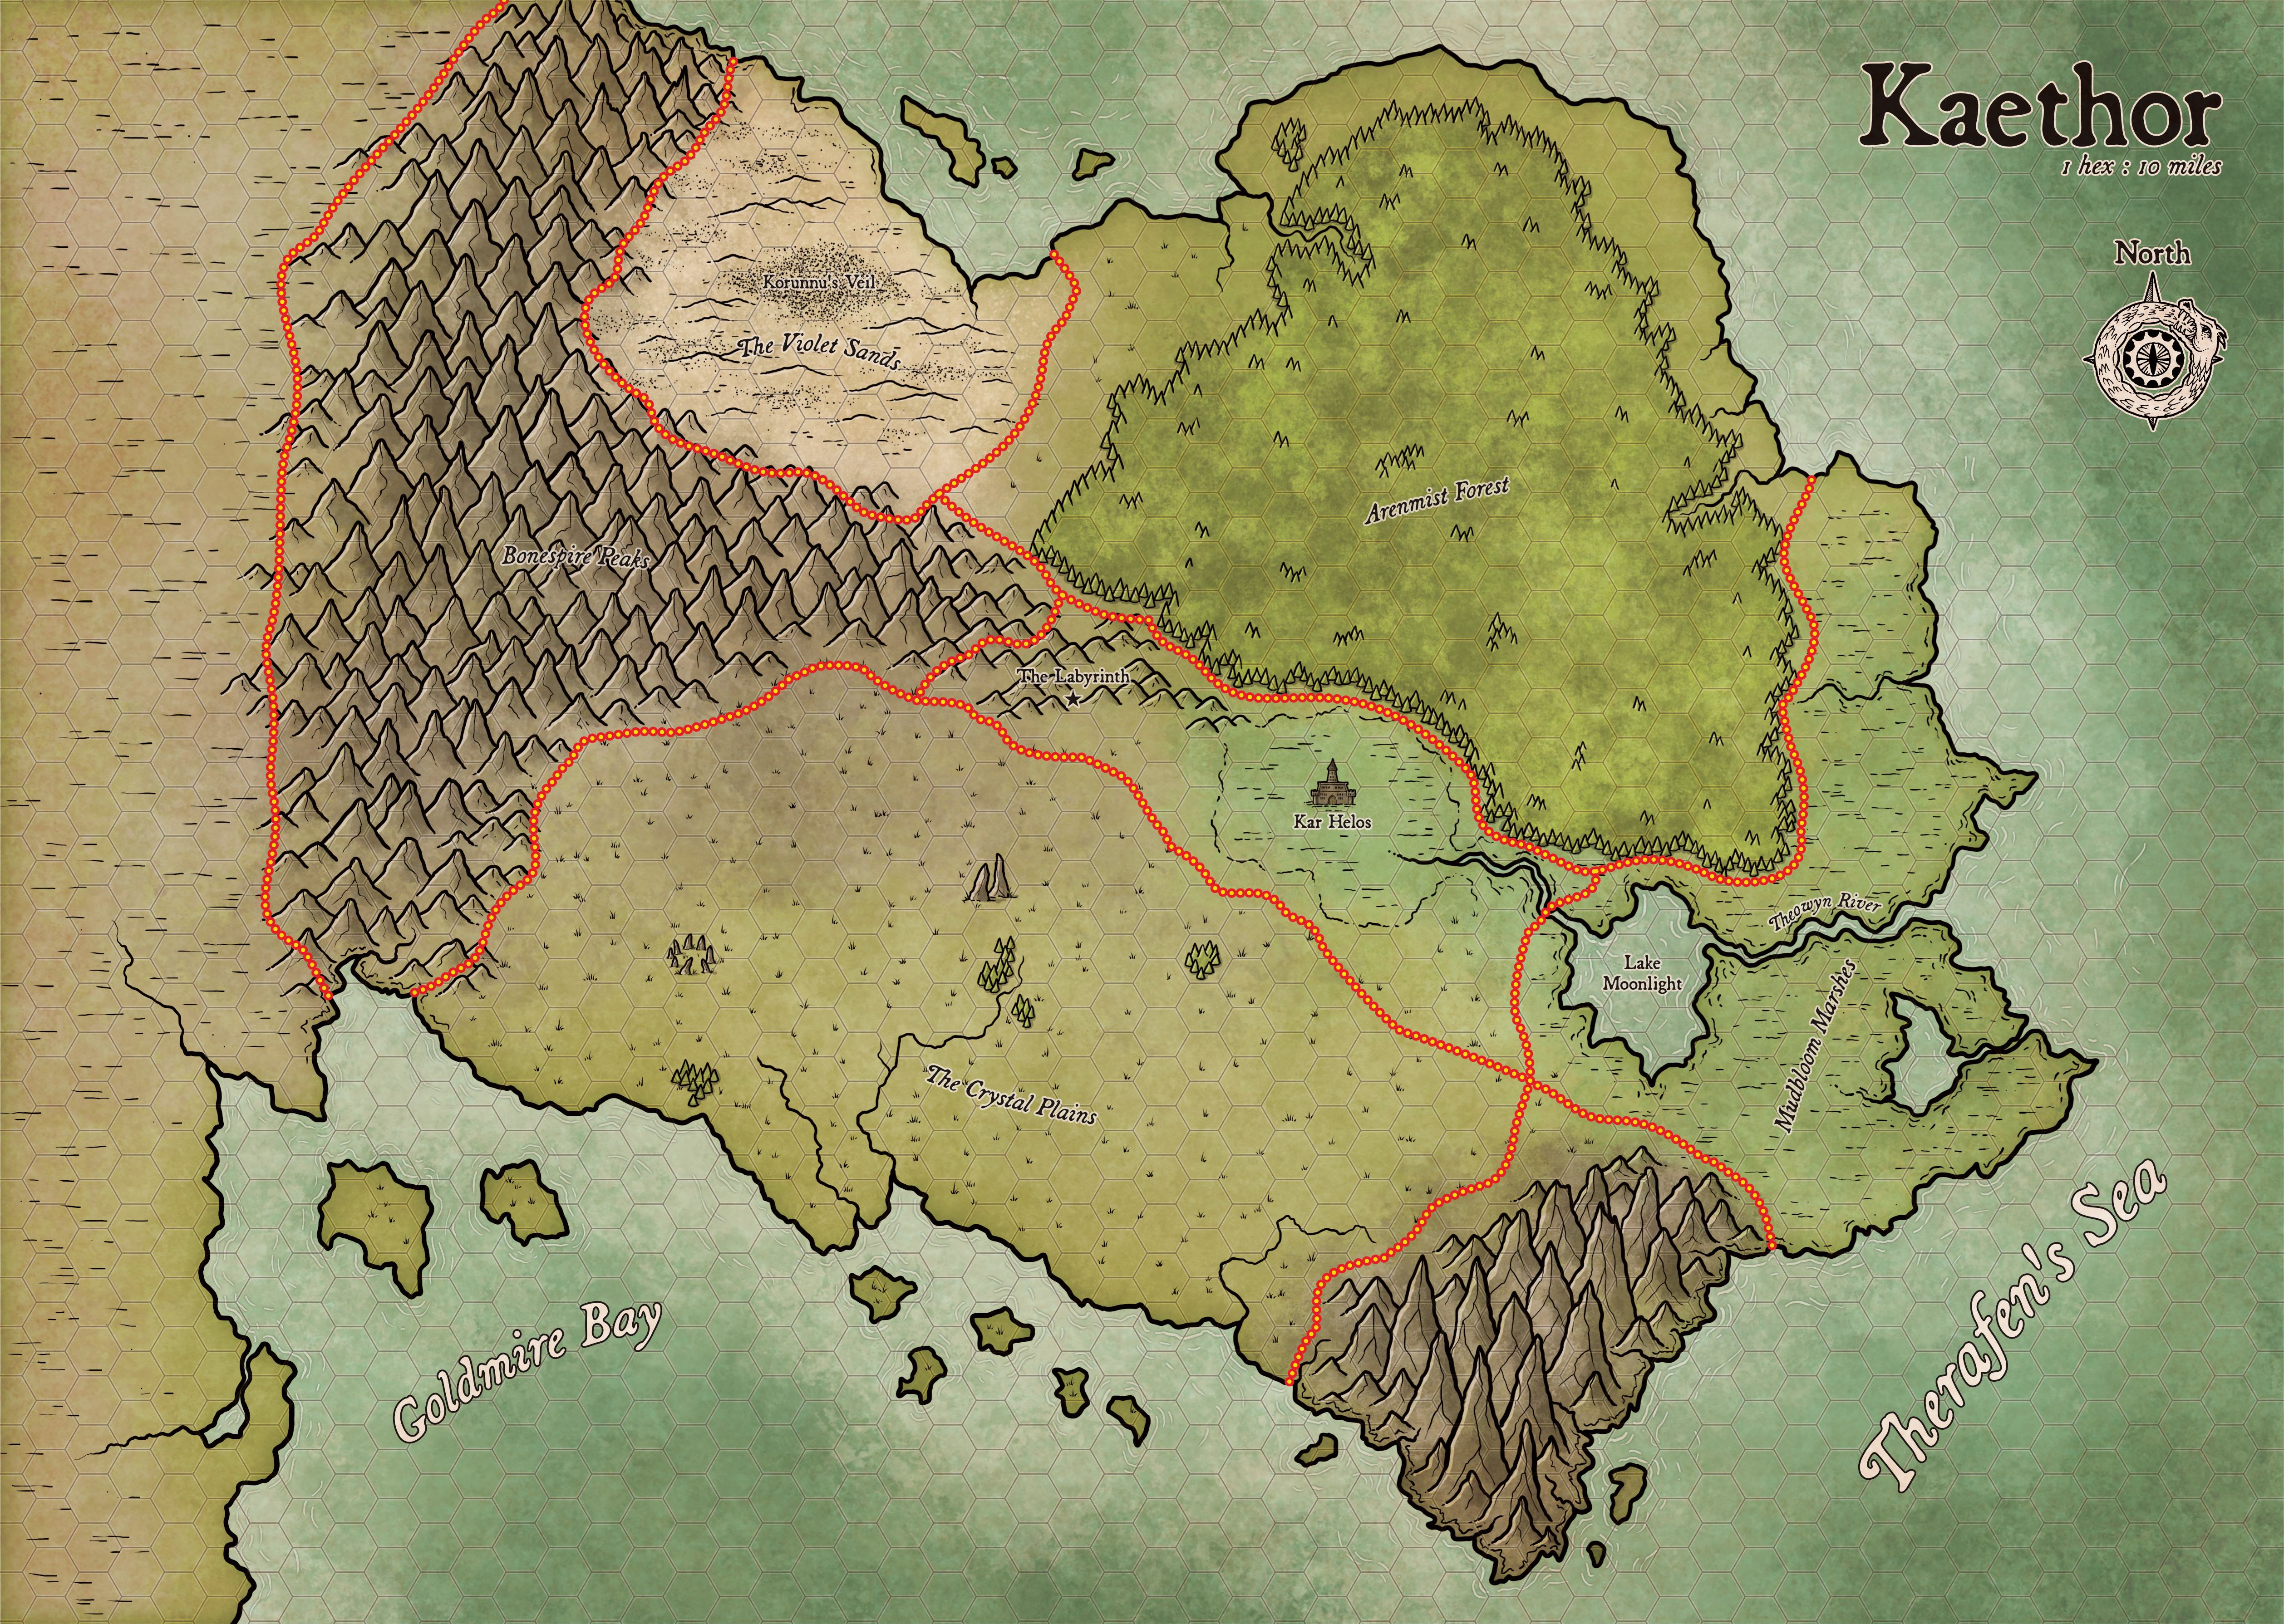 Kaethor
1 hex : 10 miles
North
Korunnu's Veil
The Violet Sands
Arenmist Forest
Bonespire Peaks
The Labyrinth
Kar Helos
Theowyn River
Lake
Moonlight
Mudbloom Marshes
The Crystal Plains
Goldmire Bay
Therafen's Sea